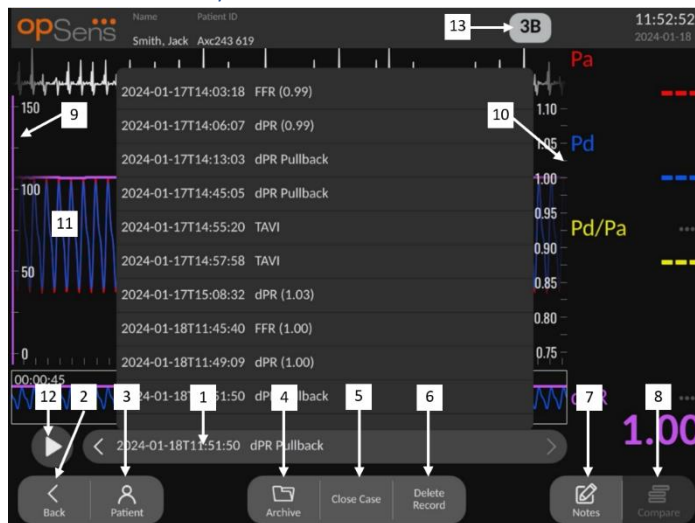 opSens
Name Patient ID
Smith, Jack Axc243 619
13
3B
11:52:52
2024-01-18
Pa
150
9
2024-01-17T14:03:18 FFR (0.99)
10
1.10
2024-01-17T14:06:07 dPR (0.99)
1.05
Pd
2024-01-17T14:13:03 dPR Pullback
1.00
100
2024-01-17T14:45:05 dPR Pullback
11
0.95
2024-01-17T14:55:20 TAVI
Pd/Pa
0.90
50
2024-01-17T14:57:58 TAVI
0.85
2024-01-17T15:08:32 dPR (1.03)
0.80
2024-01-18T11:45:40 FFR (1.00)
0
2024-01-18T11:49:09 dPR (1.00)
0.75
00:00:45
12 2 3 1 4 5 6 7 8
1:50 dPR
1.00
2024-01-18T11:51:50 dPR Pullback
Back
Patient
Archive
Close Case
Delete
Record
Notes
Compare